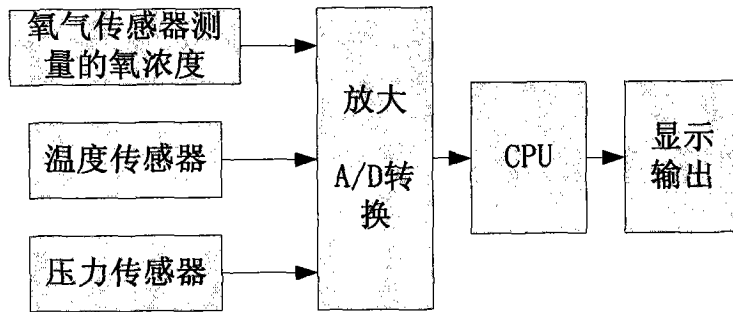 氧气传感器测
量的氧浓度
温度传感器
压力传感器
放大
A/D转
换
CPU
显示
输出